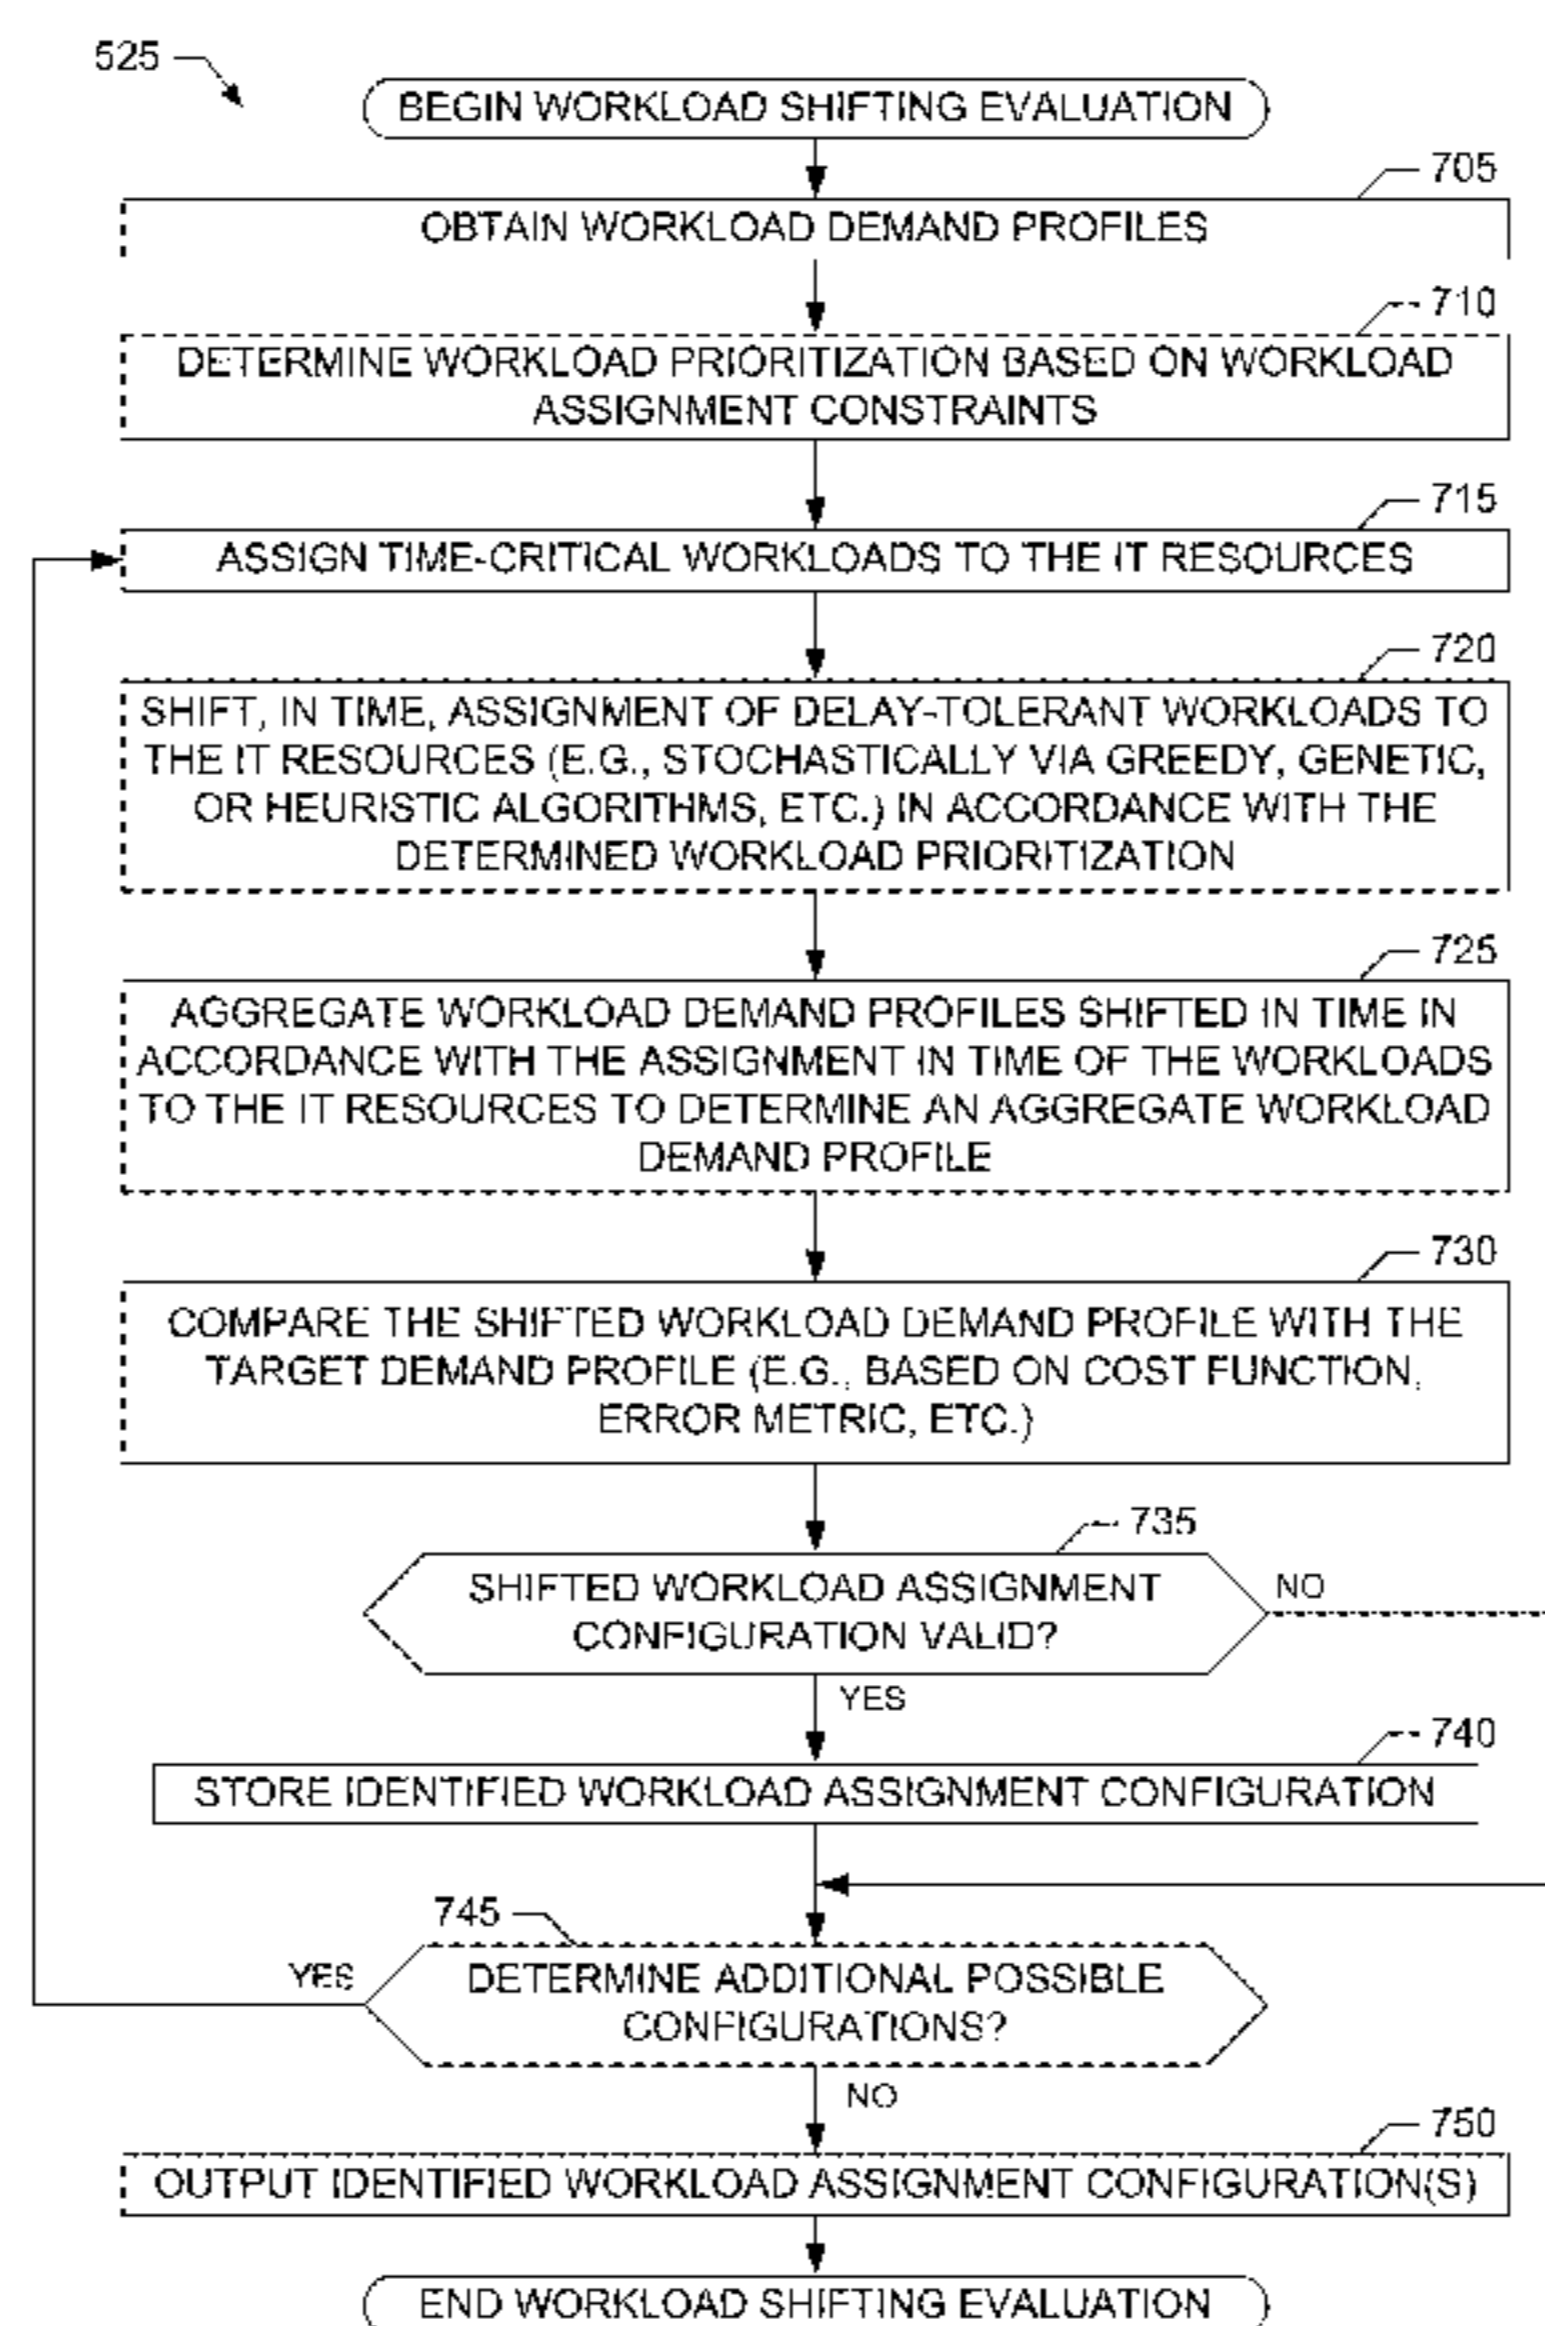 525
BEGIN WORKLOAD SHIFTING EVALUATION
705
OBTAIN WORKLOAD DEMAND PROFILES
710
DETERMINE WORKLOAD PRIORITIZATION BASED ON WORKLOAD
ASSIGNMENT CONSTRAINTS
715
ASSIGN TIME-CRITICAL WORKLOADS TO THE IT RESOURCES
720
SHIFT, IN TIME, ASSIGNMENT OF DELAY-TOLERANT WORKLOADS TO
THE IT RESOURCES (E.G., STOCHASTICALLY VIA GREEDY, GENETIC,
OR HEURISTIC ALGORITHMS, ETC.) IN ACCORDANCE WITH THE
DETERMINED WORKLOAD PRIORITIZATION
725
AGGREGATE WORKLOAD DEMAND PROFILES SHIFTED IN TIME IN
ACCORDANCE WITH THE ASSIGNMENT IN TIME OF THE WORKLOADS
TO THE IT RESOURCES TO DETERMINE AN AGGREGATE WORKLOAD
DEMAND PROFILE
730
COMPARE THE SHIFTED WORKLOAD DEMAND PROFILE WITH THE
TARGET DEMAND PROFILE (E.G., BASED ON COST FUNCTION,
ERROR METRIC, ETC.)
735
SHIFTED WORKLOAD ASSIGNMENT
CONFIGURATION VALID?
NO
YES
740
STORE IDENTIFIED WORKLOAD ASSIGNMENT CONFIGURATION
745
YES
DETERMINE ADDITIONAL POSSIBLE
CONFIGURATIONS?
NO
750
OUTPUT IDENTIFIED WORKLOAD ASSIGNMENT CONFIGURATION(S)
END WORKLOAD SHIFTING EVALUATION